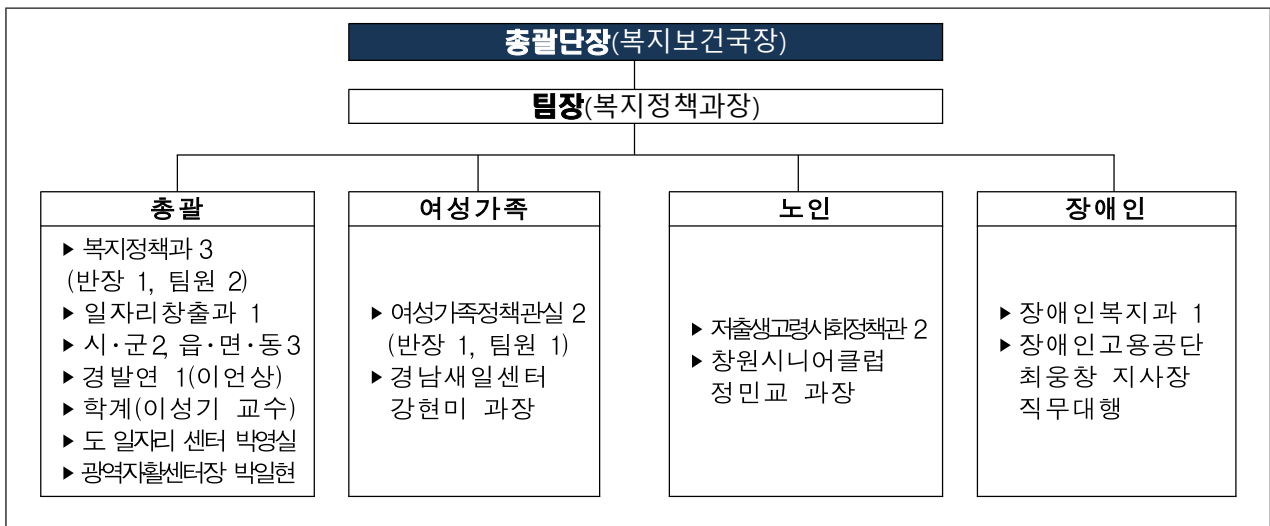 총괄단장(복지보건국장)
팀장(복지정책과장)
총괄
▶ 복지정책과 3
(반장 1, 팀원 2)
▶ 일자리창출과 1
▶ 시·군2, 읍·면·동3
▶ 경발연 1(이언상)
▶ 학계(이성기 교수)
▶ 도 일자리 센터 박영실
▶ 광역자활센터장 박일현
여성가족
▶ 여성가족정책관실 2
(반장 1, 팀원 1)
▶ 경남새일센터
강현미 과장
노인
▶ 저출생고령사회정책관 2
▶ 창원시니어클럽
정민교 과장
장애인
▶ 장애인복지과 1
▶ 장애인고용공단
최웅창 지사장
직무대행